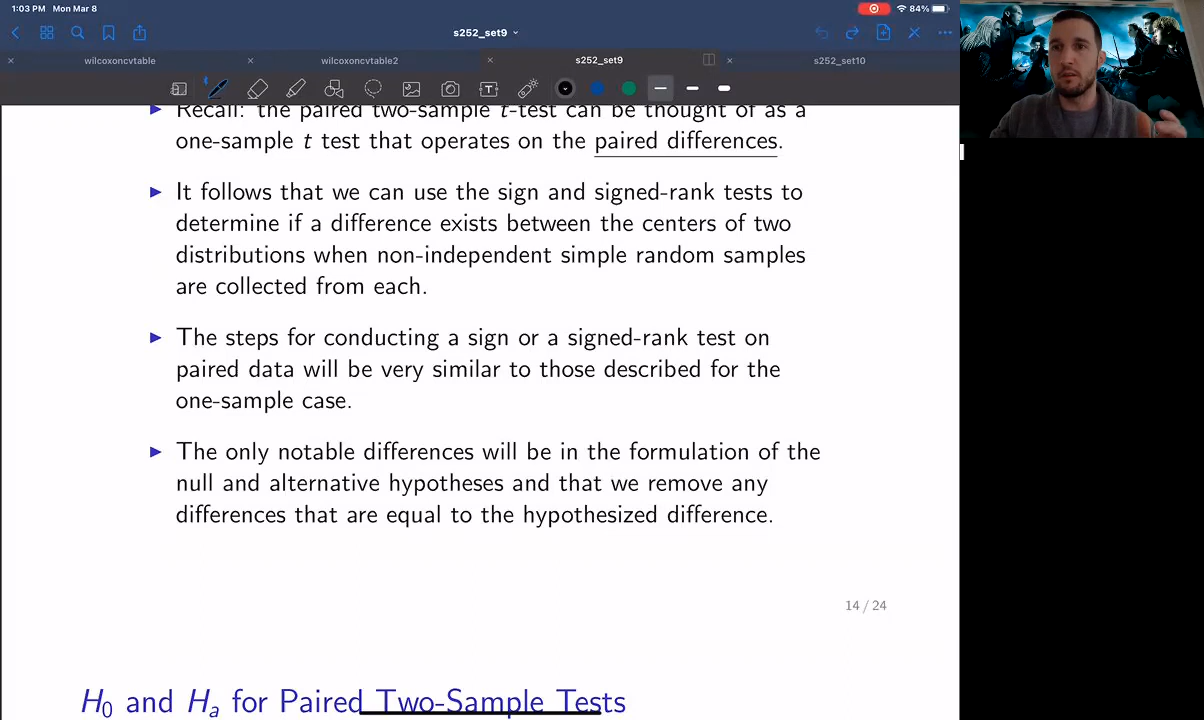 1:03 PM Mon Mar 8
84%
s252_set9
wilcoxoncvtable
wilcoxoncvtable2
s252_set9
s252_set10
Recall: the paired two-sample t-test can be thought of as a
one-sample t test that operates on the paired differences.
It follows that we can use the sign and signed-rank tests to
determine if a difference exists between the centers of two
distributions when non-independent simple random samples
are collected from each.
The steps for conducting a sign or a signed-rank test on
paired data will be very similar to those described for the
one-sample case.
The only notable differences will be in the formulation of the
null and alternative hypotheses and that we remove any
differences that are equal to the hypothesized difference.
14 / 24
H₀ and Hₐ for Paired Two-Sample Tests